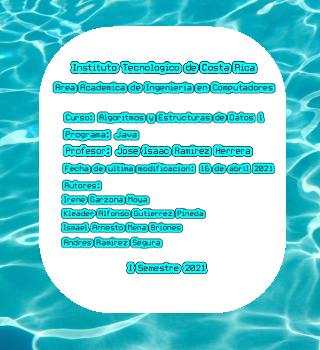 Instituto Tecnologico de Costa Rica
Area Academica de Ingenieria en Computadores
Curso: Algoritmos y Estructuras de Datos I.
Programa: Java
Profesor: Jose Isaac Ramirez Herrera
Fecha de ultima modificacion: 16 de abril 2021
Autores:
Irene Garzona Moya
Kleader Alfonso Gutierrez Pineda
Ismael Arnesto Mena Briones
Andres Ramirez Segura
I Semestre 2021